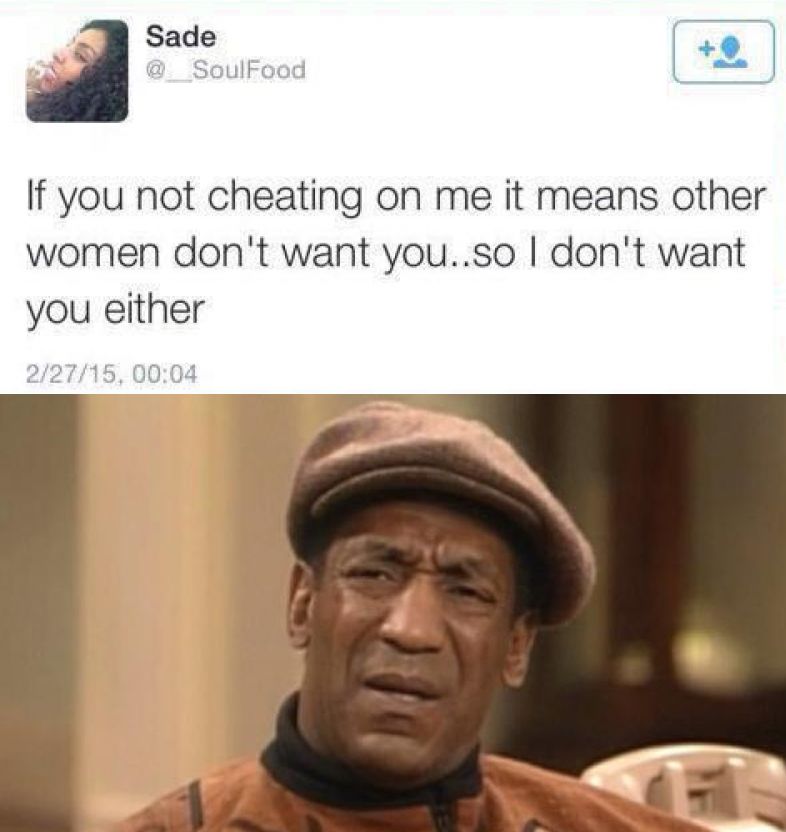 Sade
@__SoulFood
If you not cheating on me it means other
women don't want you..so I don't want
you either
2/27/15, 00:04